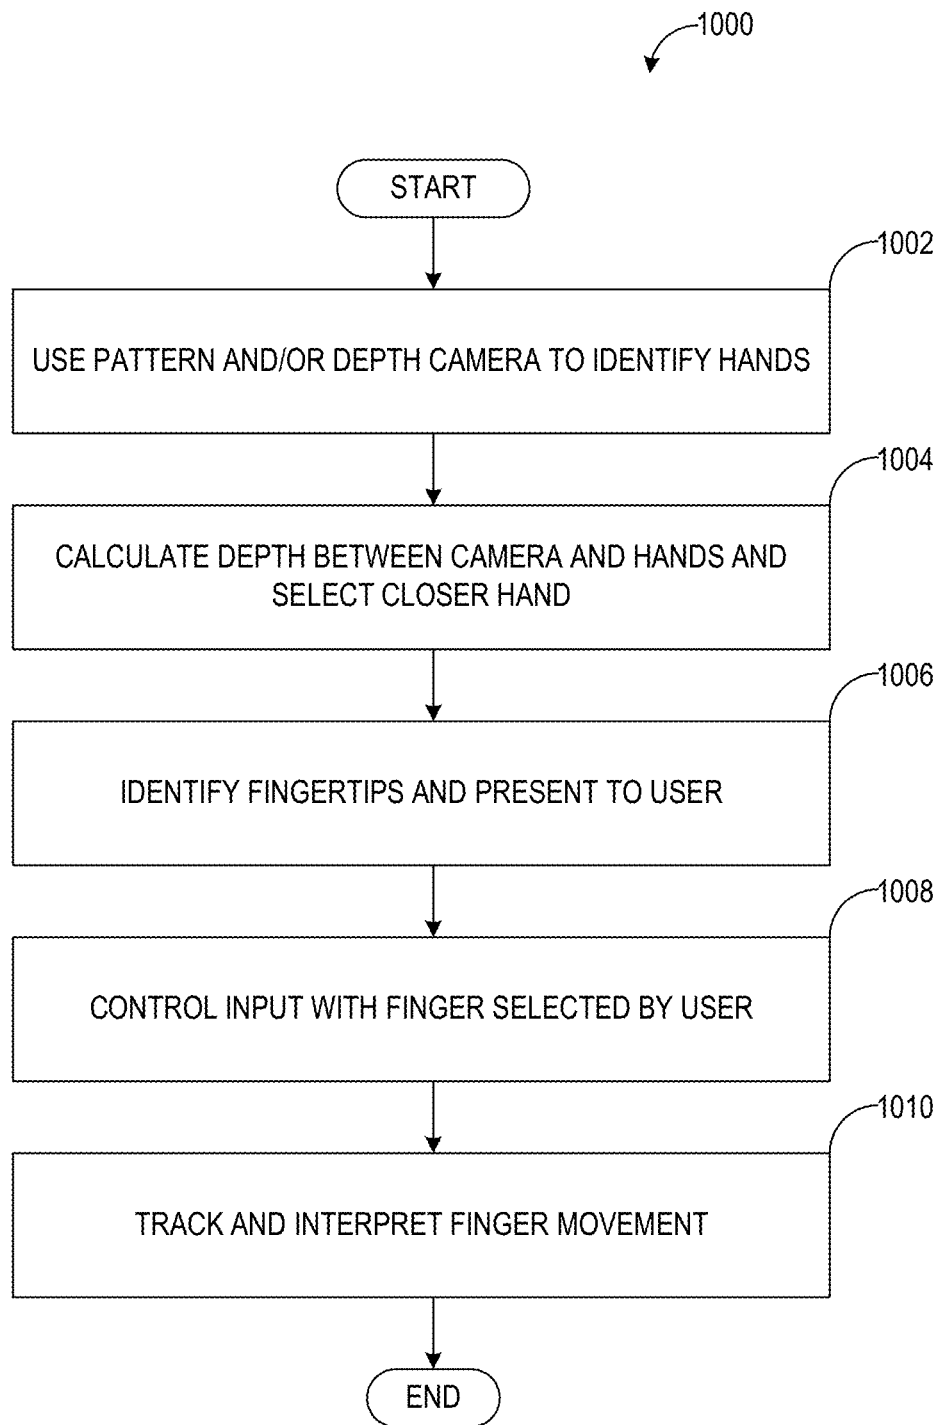 1000
START
1002
USE PATTERN AND/OR DEPTH CAMERA TO IDENTIFY HANDS
1004
CALCULATE DEPTH BETWEEN CAMERA AND HANDS AND
SELECT CLOSER HAND
1006
IDENTIFY FINGERTIPS AND PRESENT TO USER
1008
CONTROL INPUT WITH FINGER SELECTED BY USER
1010
TRACK AND INTERPRET FINGER MOVEMENT
END